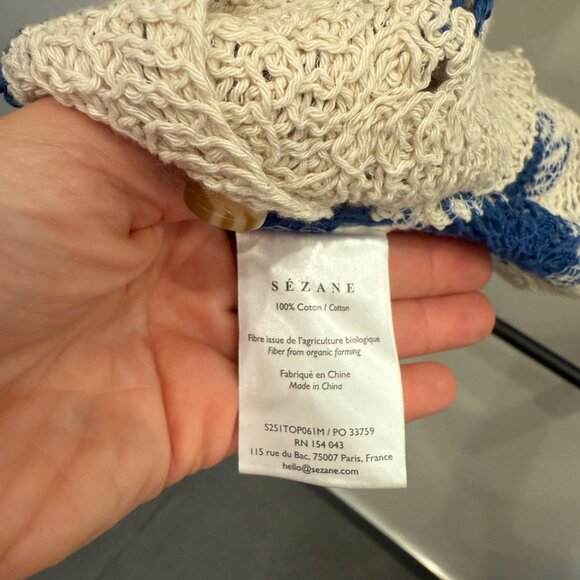 SÉZANE
100% Coton / Cotton
Fibre issue de l'agriculture biologique
Fiber from organic farming
Fabriqué en Chine
Made in China
S251TOP061M / PO 33759
RN 154 043
115 rue du Bac, 75007 Paris, France
hello@sezane.com